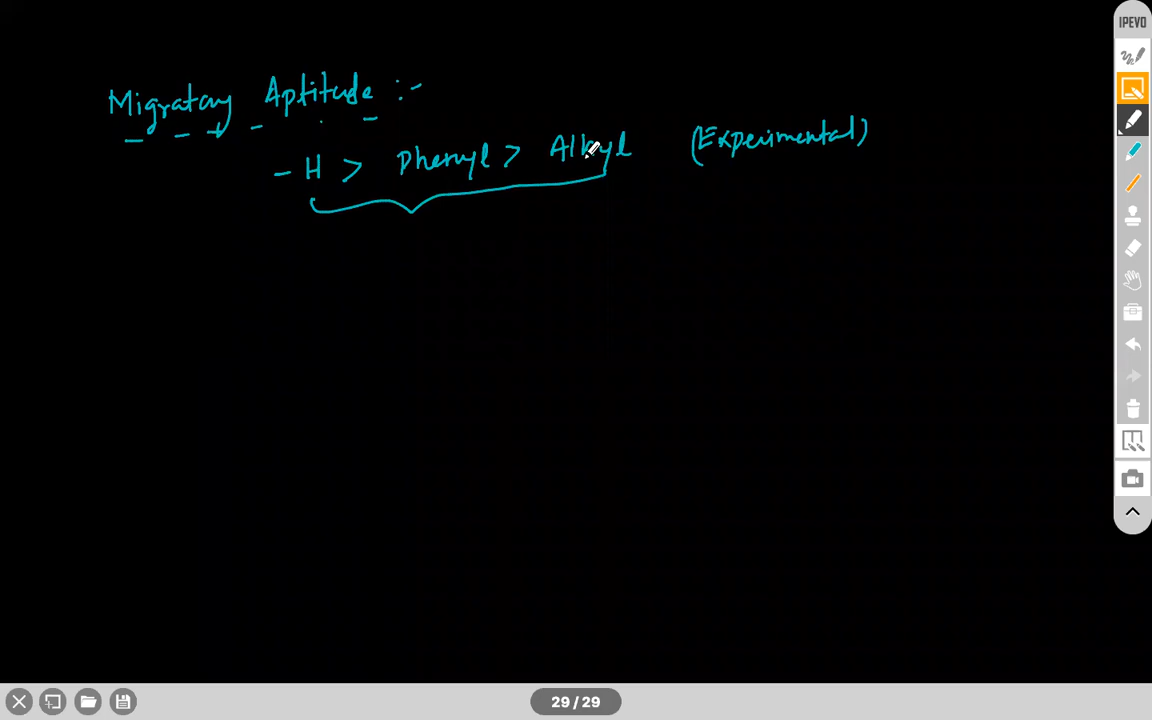 IPEVO
Migratory Aptitude :-
- H > Phenyl > Alkyl (Experimental)
29 / 29